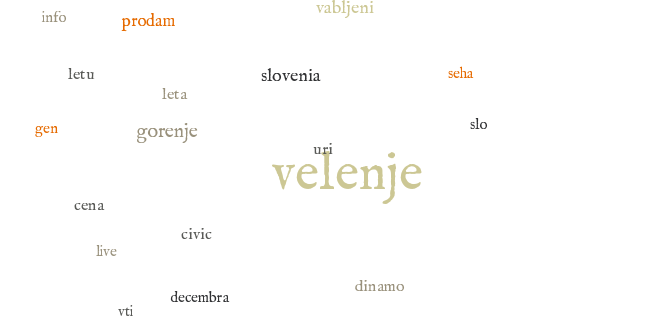 vabljeni
info
prodam
letu
slovenia
seha
leta
gen
gorenje
slo
uri
velenje
cena
civic
live
dinamo
decembra
vti